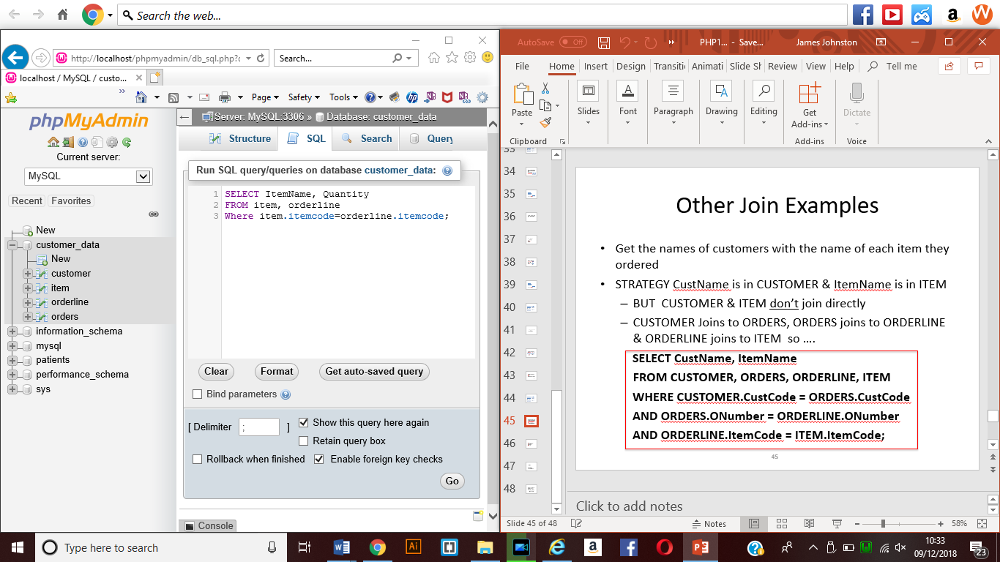 Search the web...
http://localhost/phpmyadmin/db_sql.php?c
Search...
localhost / MySQL / custo...
Page
Safety
Tools
phpMyAdmin
Current server:
MySQL
Recent
Favorites
New
customer_data
New
customer
item
orderline
orders
information_schema
mysql
patients
performance_schema
sys
Server: MySQL:3306 » Database: customer_data
Structure
SQL
Search
Query
Run SQL query/queries on database customer_data:
1 SELECT ItemName, Quantity
2 FROM item, orderline
3 Where item.itemcode=orderline.itemcode;
Clear
Format
Get auto-saved query
Bind parameters
[ Delimiter ; ]
Show this query here again
Retain query box
Rollback when finished
Enable foreign key checks
Go
Console
AutoSave Off
PHP1... - Save...
James Johnston
File Home Insert Design Transitic Animati Slide Sh Review View Help Tell me
Paste
Slides
Font
Paragraph
Drawing
Editing
Get
Add-ins
Dictate
Clipboard
Add-ins
Voice
33
34
35
36
37
38
39
40
41
42
43
44
45
46
47
48
Other Join Examples
• Get the names of customers with the name of each item they
ordered
• STRATEGY CustName is in CUSTOMER & ItemName is in ITEM
– BUT CUSTOMER & ITEM don't join directly
– CUSTOMER Joins to ORDERS, ORDERS joins to ORDERLINE
& ORDERLINE joins to ITEM so ....
SELECT CustName, ItemName
FROM CUSTOMER, ORDERS, ORDERLINE, ITEM
WHERE CUSTOMER.CustCode = ORDERS.CustCode
AND ORDERS.ONumber = ORDERLINE.ONumber
AND ORDERLINE.ItemCode = ITEM.ItemCode;
45
Click to add notes
Slide 45 of 48
Notes
58%
Type here to search
10:33
09/12/2018
23